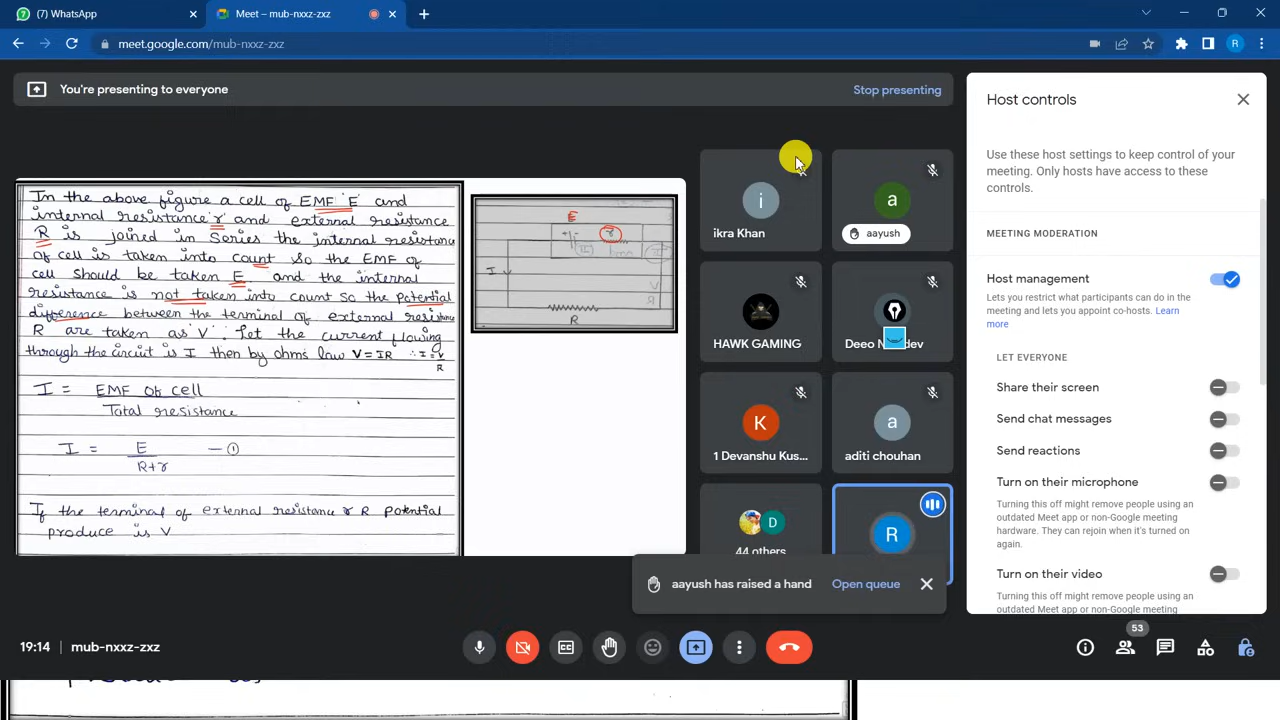 (7) WhatsApp
Meet – mub-nxxz-zxz
meet.google.com/mub-nxxz-zxz
R
You're presenting to everyone
Stop presenting
In the above figure a cell of EMF 'E' and
internal resistance 'r' and external resistance
R is joined in Series the internal resistance
of cell is taken into count So the EMF of
cell should be taken E and the internal
resistance is not taken into count so the potential
difference between the terminal of external resistance
R are taken as 'V'. Let the current flowing
through the circuit is I then by ohms law V = IR ∴ I = V/R
I = EMF of cell
Total resistance
I = E — ①
R+r
If the terminal of external resistance r R potential
produce is V
E
+ -
r
I
V
R
R
i
ikra Khan
a
aayush
HAWK GAMING
Deeo
dev
K
1 Devanshu Kus...
a
aditi chouhan
D
44 others
R
aayush has raised a hand
Open queue
Host controls
Use these host settings to keep control of your
meeting. Only hosts have access to these
controls.
MEETING MODERATION
Host management
Lets you restrict what participants can do in the
meeting and lets you appoint co-hosts. Learn
more
LET EVERYONE
Share their screen
Send chat messages
Send reactions
Turn on their microphone
Turning this off might remove people using an
outdated Meet app or non-Google meeting
hardware. They can rejoin when it's turned on
again.
Turn on their video
Turning this off might remove people using an
outdated Meet app or non-Google meeting
19:14
mub-nxxz-zxz
53